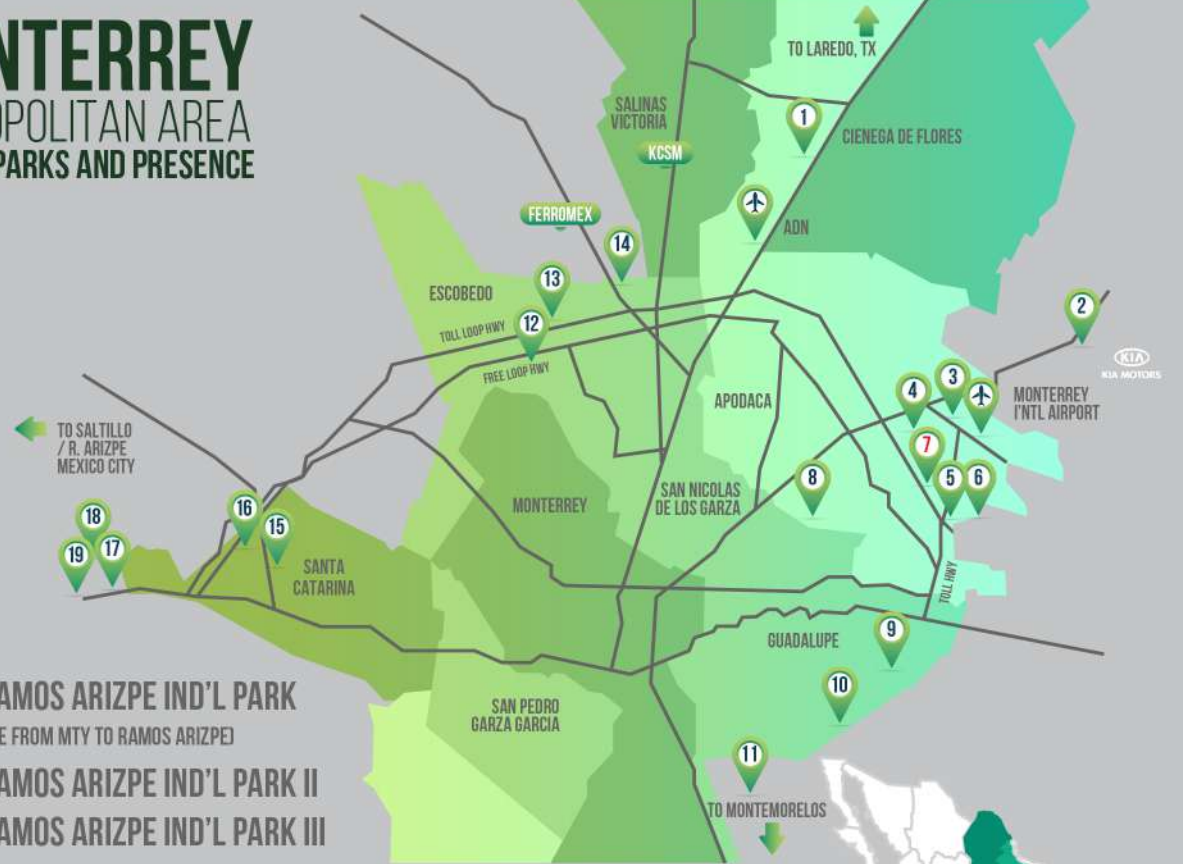 NTERREY
OPOLITAN AREA
PARKS AND PRESENCE
TO LAREDO, TX
SALINAS
VICTORIA
1
CIENEGA DE FLORES
KCSM
FERROMEX
ADN
14
13
ESCOBEDO
2
TOLL LOOP HWY
12
KIA
KIA MOTORS
FREE LOOP HWY
3
4
MONTERREY
I'NTL AIRPORT
APODACA
TO SALTILLO
/ R. ARIZPE
MEXICO CITY
7
8
5
6
SAN NICOLAS
DE LOS GARZA
MONTERREY
16
15
18
19
17
SANTA
CATARINA
TOLL HWY
9
GUADALUPE
10
AMOS ARIZPE IND'L PARK
E FROM MTY TO RAMOS ARIZPE)
SAN PEDRO
GARZA GARCIA
11
AMOS ARIZPE IND'L PARK II
TO MONTEMORELOS
AMOS ARIZPE IND'L PARK III